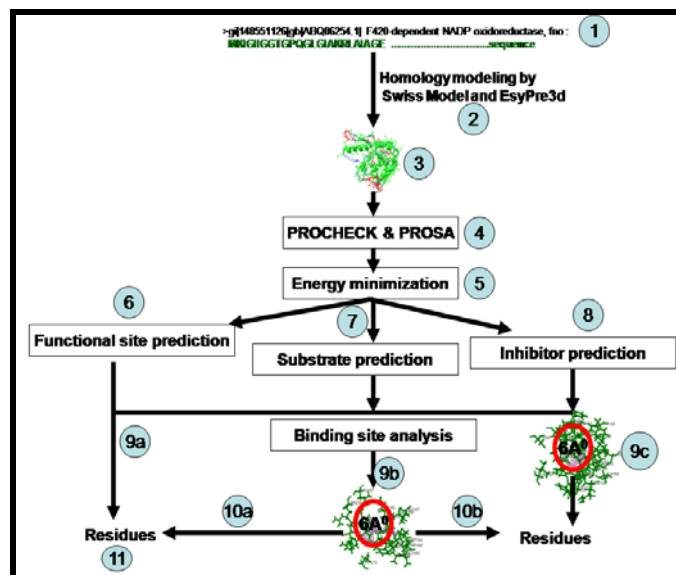 >gi|148551126|gb|ABQ86254.1| F420-dependent NADP oxidoreductase, fno :
1
MKIGIIGGTGPQGLGIAKRLAIAGE ...............................sequence
Homology modeling by
Swiss Model and EsyPre3d
2
3
PROCHECK & PROSA
4
Energy minimization
5
6
7
8
Functional site prediction
Substrate prediction
Inhibitor prediction
Binding site analysis
9a
9b
6A⁰
9c
10a
6A⁰
10b
Residues
Residues
11